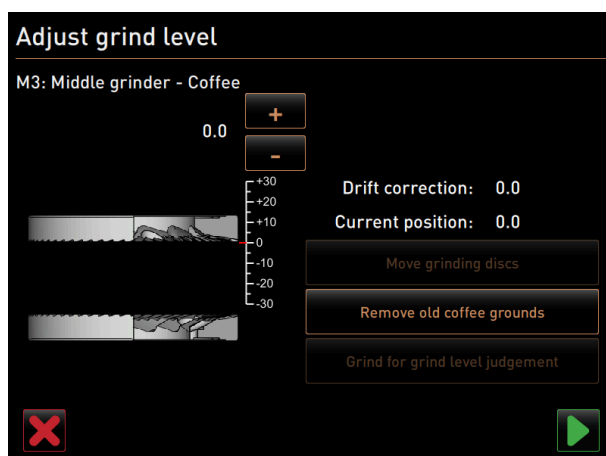 Adjust grind level
M3: Middle grinder - Coffee
+
0.0
-
+30
+20
+10
0
-10
-20
-30
Drift correction: 0.0
Current position: 0.0
Move grinding discs
Remove old coffee grounds
Grind for grind level judgement